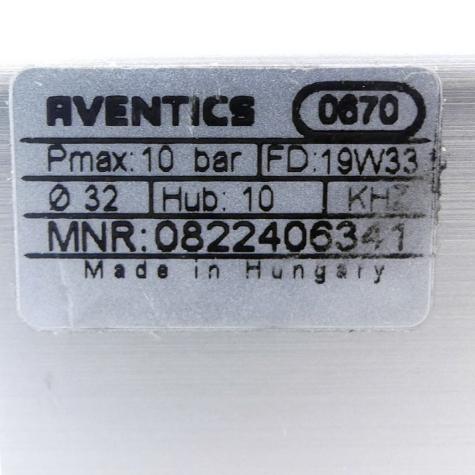 AVENTICS 0670
Pmax: 10 bar FD: 19W33
Ø 32 Hub: 10 KHZ
MNR: 0822406341
Made in Hungary